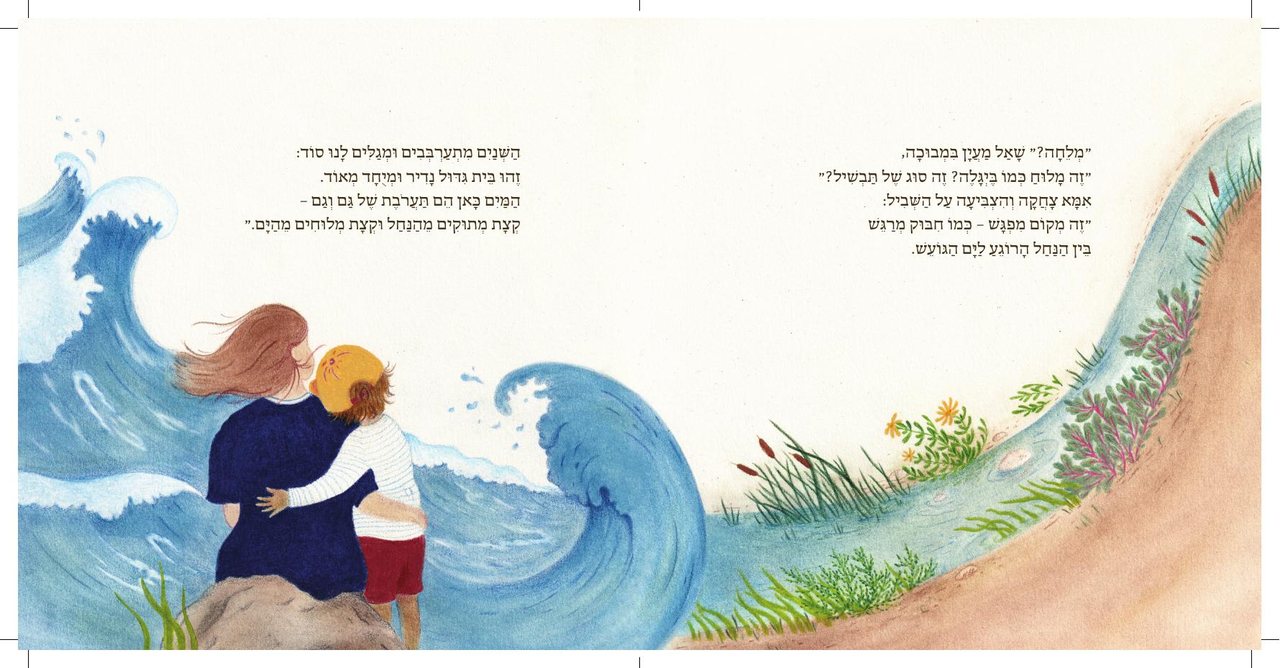 ״מְלֵחָה?״ שָׁאַל מַעֲיָן בִּמְבוּכָה,
״זֶה מָלוּחַ כְּמוֹ בֵּיְגָלֶה? זֶה סוּג שֶׁל תַּבְשִׁיל?״
אִמָּא צָחֲקָה וְהִצְבִּיעָה עַל הַשְּׁבִיל:
״זֶה מְקוֹם מִפְגָּשׁ – כְּמוֹ חִבּוּק מְרַגֵּשׁ
בֵּין הַנַּחַל הָרוֹגֵעַ לַיָּם הַגּוֹעֵשׁ.
הַשְּׁנַיִם מִתְעַרְבְּבִים וּמְגַלִּים לָנוּ סוֹד:
זֶהוּ בֵּית גִּדּוּל נָדִיר וּמְיֻחָד מְאוֹד.
הַמַּיִם כָּאן הֵם תַּעֲרֹבֶת שֶׁל גַּם וְגַם –
קְצָת מְתוּקִים מֵהַנַּחַל וּקְצָת מְלוּחִים מֵהַיָּם.״